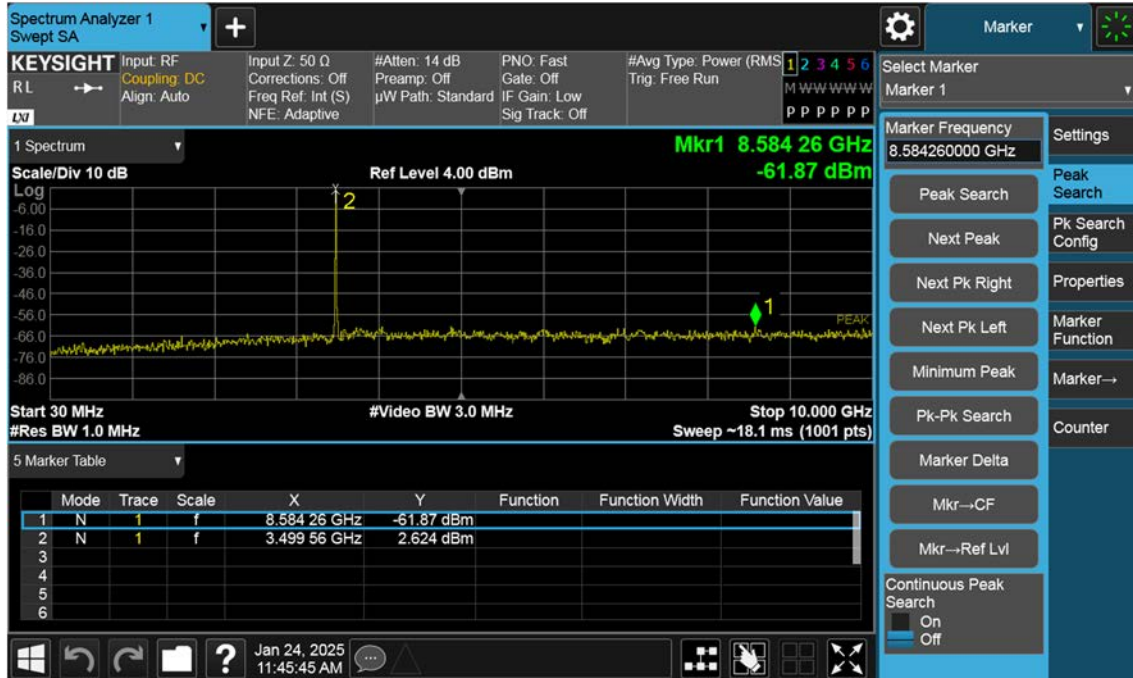 Spectrum Analyzer 1
Swept SA
Marker
KEYSIGHT
R L
LXI
Input: RF
Coupling: DC
Align: Auto
Input Z: 50 Ω
Corrections: Off
Freq Ref: Int (S)
NFE: Adaptive
#Atten: 14 dB
Preamp: Off
µW Path: Standard
PNO: Fast
Gate: Off
IF Gain: Low
Sig Track: Off
#Avg Type: Power (RMS
Trig: Free Run
1 2 3 4 5 6
M W W W W W
P P P P P P
1 Spectrum
Scale/Div 10 dB
Ref Level 4.00 dBm
Mkr1 8.584 26 GHz
-61.87 dBm
Log
-6.00
-16.0
-26.0
-36.0
-46.0
-56.0
-66.0
-76.0
-86.0
2
1
PEAK
Start 30 MHz
#Video BW 3.0 MHz
Stop 10.000 GHz
#Res BW 1.0 MHz
Sweep ~18.1 ms (1001 pts)
5 Marker Table
Mode Trace Scale X Y Function Function Width Function Value
1 N 1 f 8.584 26 GHz -61.87 dBm
2 N 1 f 3.499 56 GHz 2.624 dBm
3
4
5
6
?
Jan 24, 2025
11:45:45 AM
Select Marker
Marker 1
Marker Frequency
8.584260000 GHz
Peak Search
Next Peak
Next Pk Right
Next Pk Left
Minimum Peak
Pk-Pk Search
Marker Delta
Mkr→CF
Mkr→Ref Lvl
Continuous Peak
Search
On
Off
Settings
Peak
Search
Pk Search
Config
Properties
Marker
Function
Marker→
Counter